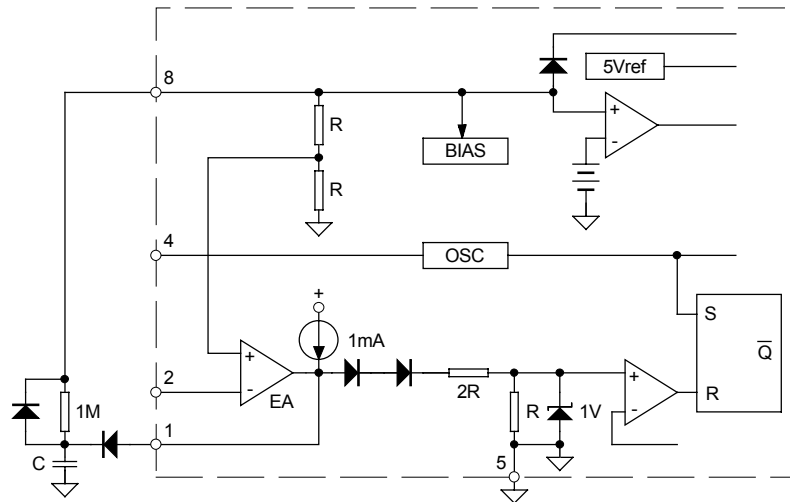 8
5Vref
R
+
-
BIAS
R
4
OSC
+
S
Q̅
1mA
+
2
-
EA
2R
R
1V
+
-
R
1M
1
C
5